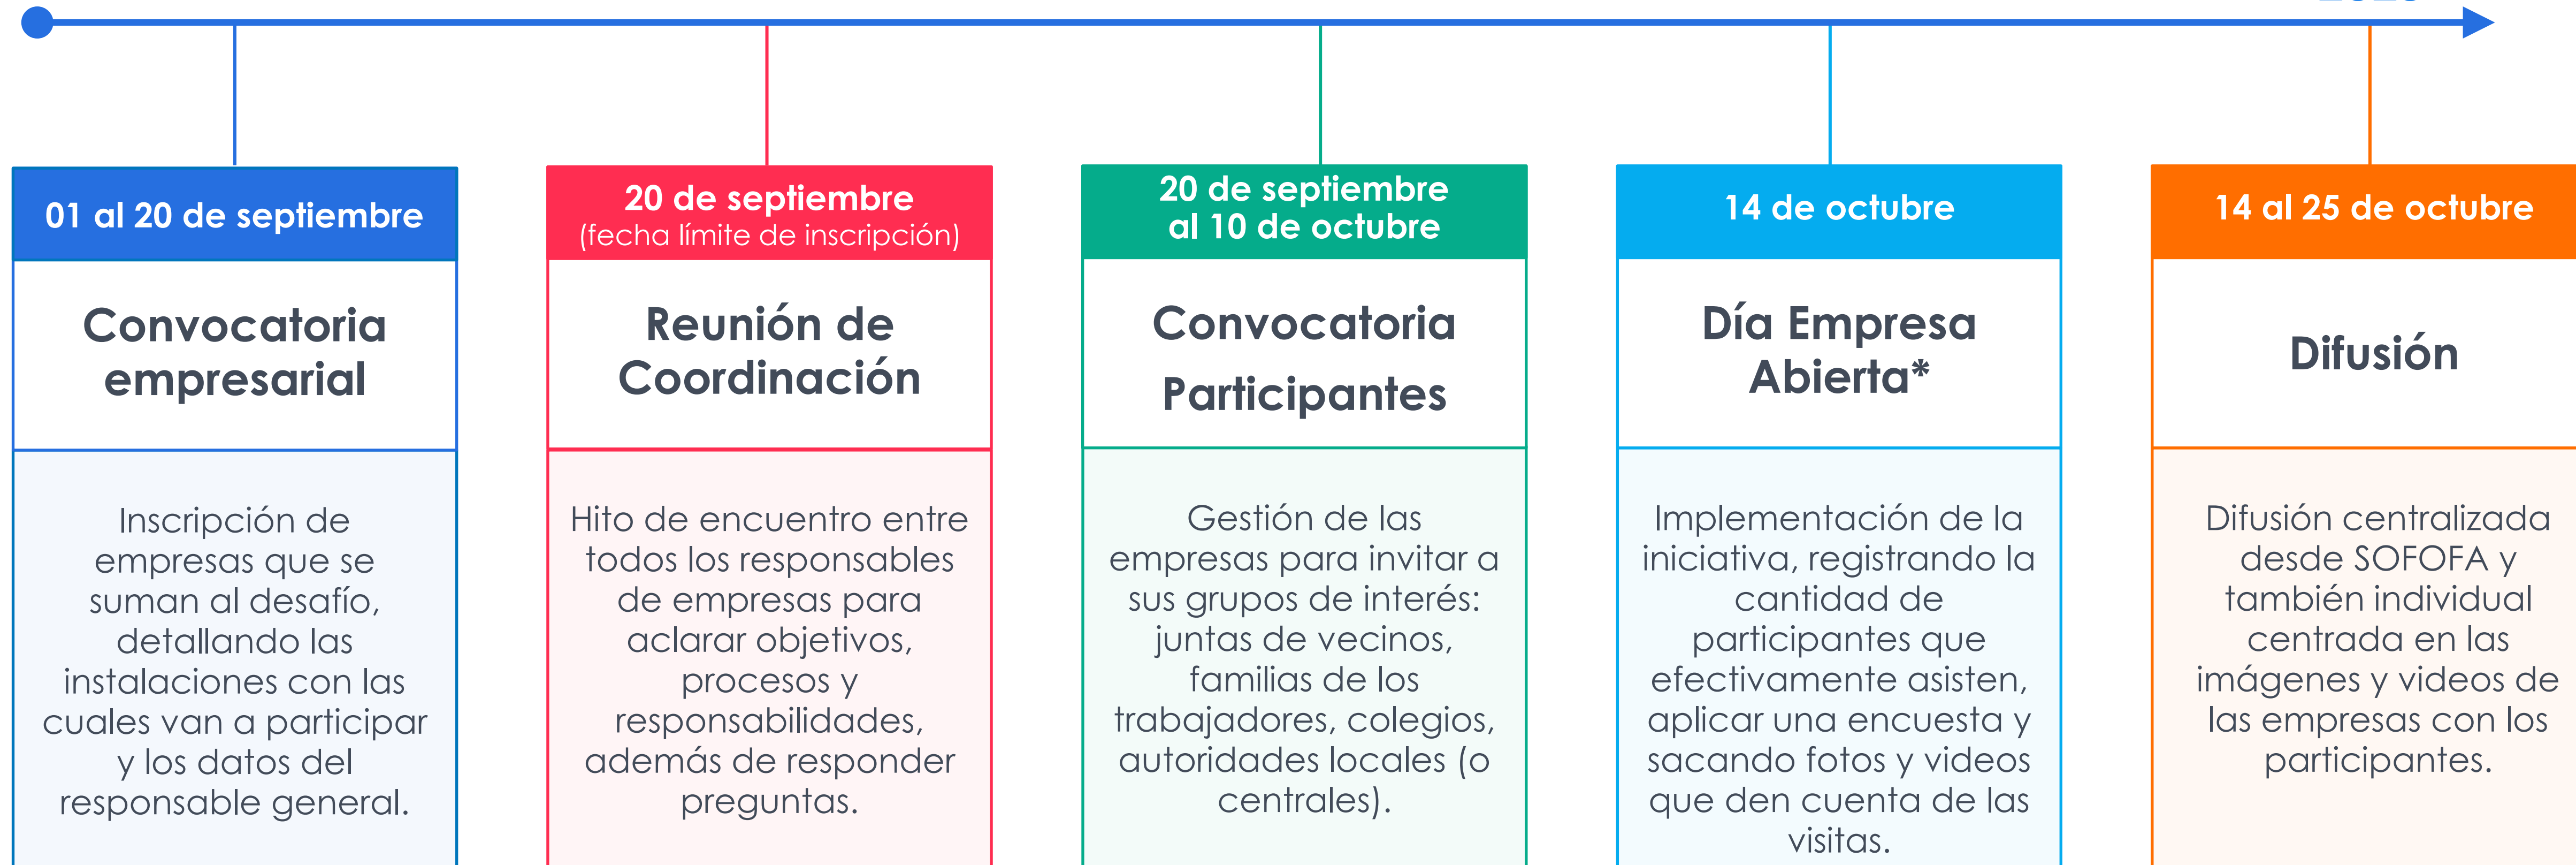 01 al 20 de septiembre
Convocatoria
empresarial
Inscripción de
empresas que se
suman al desafío,
detallando las
instalaciones con las
cuales van a participar
y los datos del
responsable general.
20 de septiembre
(fecha límite de inscripción)
Reunión de
Coordinación
Hito de encuentro entre
todos los responsables
de empresas para
aclarar objetivos,
procesos y
responsabilidades,
además de responder
preguntas.
20 de septiembre
al 10 de octubre
Convocatoria
Participantes
Gestión de las
empresas para invitar a
sus grupos de interés:
juntas de vecinos,
familias de los
trabajadores, colegios,
autoridades locales (o
centrales).
14 de octubre
Día Empresa
Abierta*
Implementación de la
iniciativa, registrando la
cantidad de
participantes que
efectivamente asisten,
aplicar una encuesta y
sacando fotos y videos
que den cuenta de las
visitas.
14 al 25 de octubre
Difusión
Difusión centralizada
desde SOFOFA y
también individual
centrada en las
imágenes y videos de
las empresas con los
participantes.